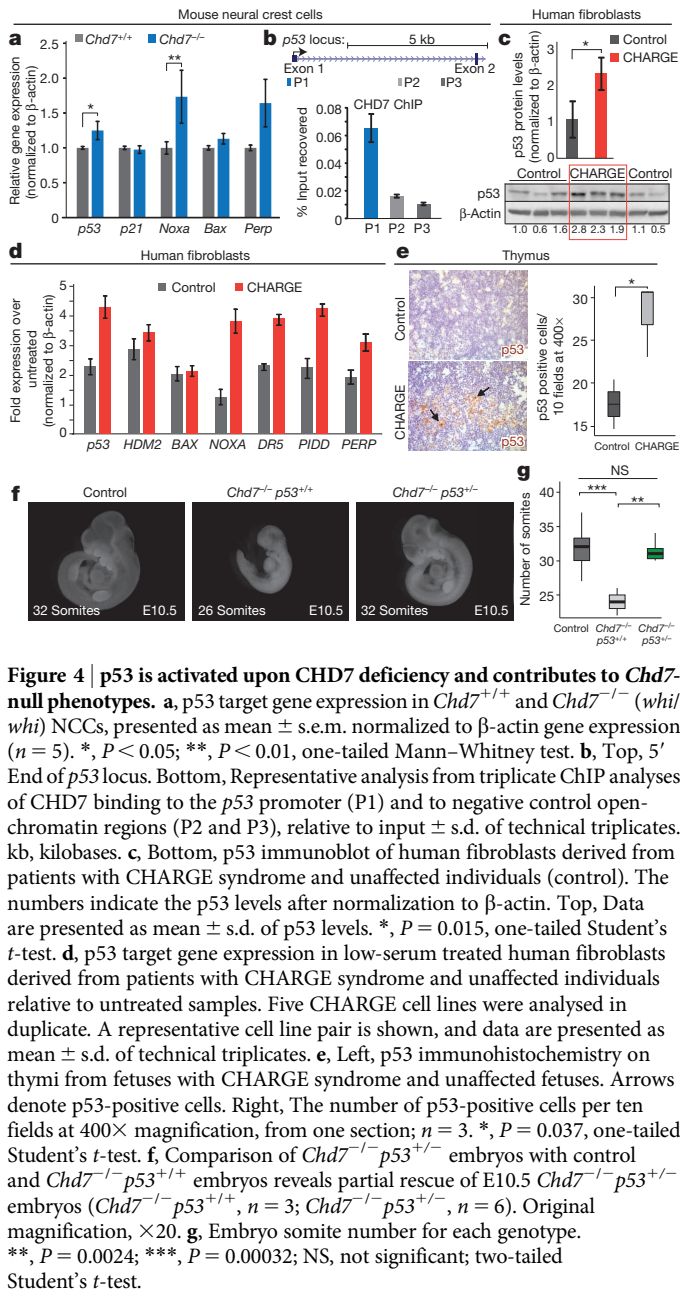 Mouse neural crest cells
Human fibroblasts
a
Chd7+/+
Chd7−/−
Relative gene expression
(normalized to β-actin)
2.5
2.0
1.5
1.0
0.5
0
*
**
p53
p21
Noxa
Bax
Perp
b
p53 locus:
5 kb
Exon 1
Exon 2
P1
P2
P3
CHD7 ChIP
% Input recovered
0.08
0.06
0.04
0.02
0
P1
P2
P3
c
Control
CHARGE
p53 protein levels
(normalized to β-actin)
3
2
1
0
*
Control
CHARGE
Control
p53
β-Actin
1.0 0.6 1.6 2.8 2.3 1.9 1.1 0.5
d
Human fibroblasts
Control
CHARGE
Fold expression over
untreated
(normalized to β-actin)
5
4
3
2
1
0
p53
HDM2
BAX
NOXA
DR5
PIDD
PERP
e
Thymus
Control
p53
CHARGE
p53
p53 positive cells/
10 fields at 400×
30
25
20
15
*
Control
CHARGE
f
Control
Chd7−/− p53+/+
Chd7−/− p53+/−
32 Somites
E10.5
26 Somites
E10.5
32 Somites
E10.5
g
NS
***
**
Number of somites
40
35
30
25
Control
Chd7−/−
p53+/+
Chd7−/−
p53+/−
Figure 4 | p53 is activated upon CHD7 deficiency and contributes to Chd7-
null phenotypes. a, p53 target gene expression in Chd7+/+ and Chd7−/− (whi/
whi) NCCs, presented as mean ± s.e.m. normalized to β-actin gene expression
(n = 5). *, P < 0.05; **, P < 0.01, one-tailed Mann–Whitney test. b, Top, 5′
End of p53 locus. Bottom, Representative analysis from triplicate ChIP analyses
of CHD7 binding to the p53 promoter (P1) and to negative control open-
chromatin regions (P2 and P3), relative to input ± s.d. of technical triplicates.
kb, kilobases. c, Bottom, p53 immunoblot of human fibroblasts derived from
patients with CHARGE syndrome and unaffected individuals (control). The
numbers indicate the p53 levels after normalization to β-actin. Top, Data
are presented as mean ± s.d. of p53 levels. *, P = 0.015, one-tailed Student's
t-test. d, p53 target gene expression in low-serum treated human fibroblasts
derived from patients with CHARGE syndrome and unaffected individuals
relative to untreated samples. Five CHARGE cell lines were analysed in
duplicate. A representative cell line pair is shown, and data are presented as
mean ± s.d. of technical triplicates. e, Left, p53 immunohistochemistry on
thymi from fetuses with CHARGE syndrome and unaffected fetuses. Arrows
denote p53-positive cells. Right, The number of p53-positive cells per ten
fields at 400× magnification, from one section; n = 3. *, P = 0.037, one-tailed
Student's t-test. f, Comparison of Chd7−/−p53+/− embryos with control
and Chd7−/−p53+/+ embryos reveals partial rescue of E10.5 Chd7−/−p53+/−
embryos (Chd7−/−p53+/+, n = 3; Chd7−/−p53+/−, n = 6). Original
magnification, ×20. g, Embryo somite number for each genotype.
**, P = 0.0024; ***, P = 0.00032; NS, not significant; two-tailed
Student's t-test.